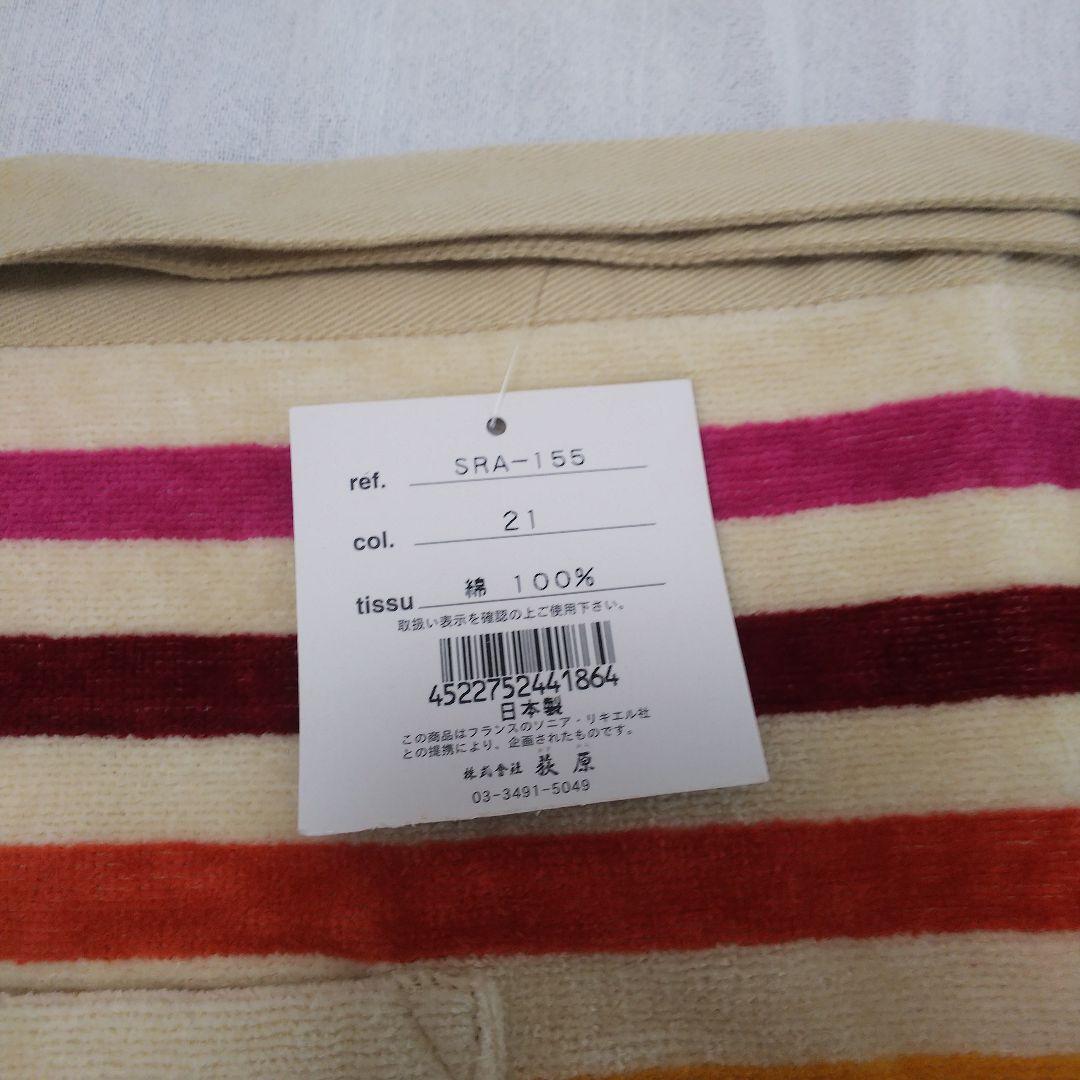 ref. SRA-155
col. 21
tissu 綿 100%
取扱い表示を確認の上ご使用下さい。
4522752441864
日本製
この商品はフランスのソニア・リキエル社
との提携により、企画されたものです。
株式會社 荻原
03-3491-5049